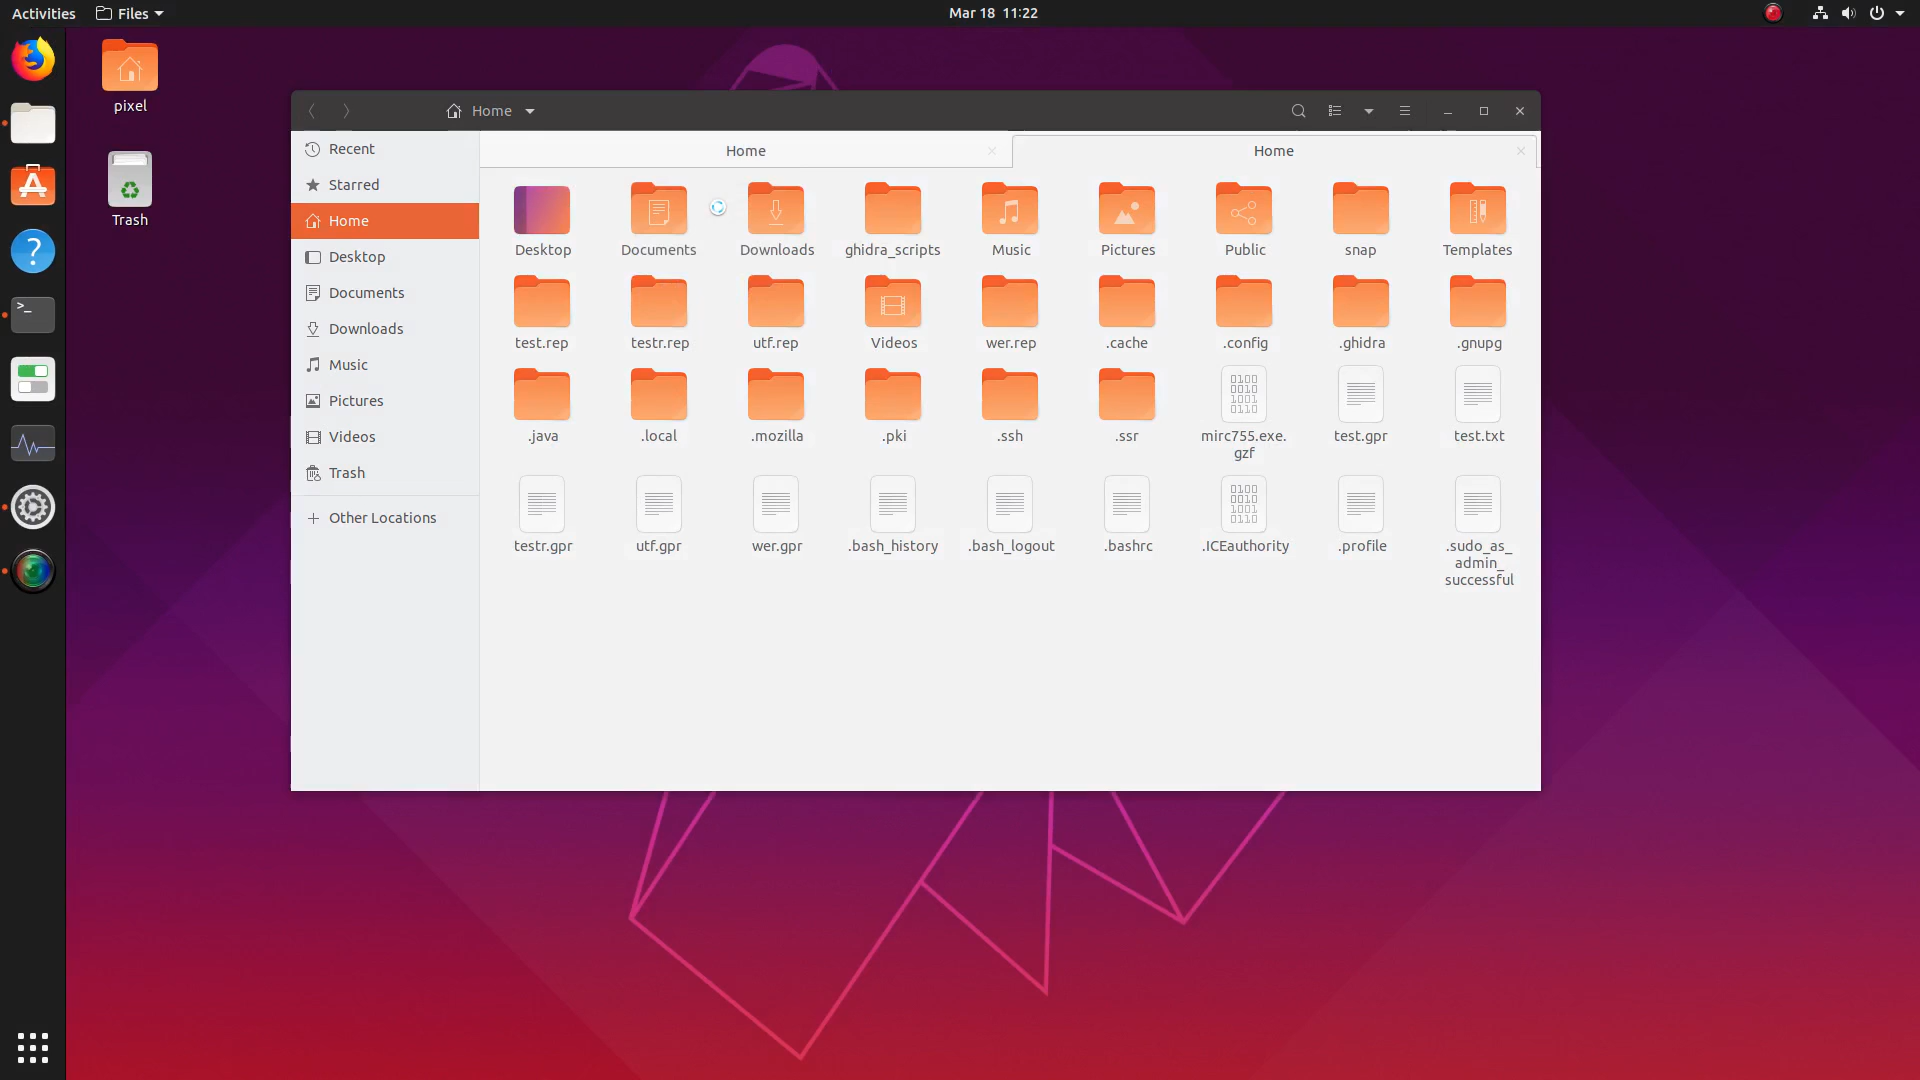 Activities
Files
Mar 18 11:22
pixel
Trash
Home
Recent
Starred
Home
Desktop
Documents
Downloads
Music
Pictures
Videos
Trash
Other Locations
Home
Home
Desktop
Documents
Downloads
ghidra_scripts
Music
Pictures
Public
snap
Templates
test.rep
testr.rep
utf.rep
Videos
wer.rep
.cache
.config
.ghidra
.gnupg
.java
.local
.mozilla
.pki
.ssh
.ssr
mirc755.exe.
gzf
test.gpr
test.txt
testr.gpr
utf.gpr
wer.gpr
.bash_history
.bash_logout
.bashrc
.ICEauthority
.profile
.sudo_as_
admin_
successful